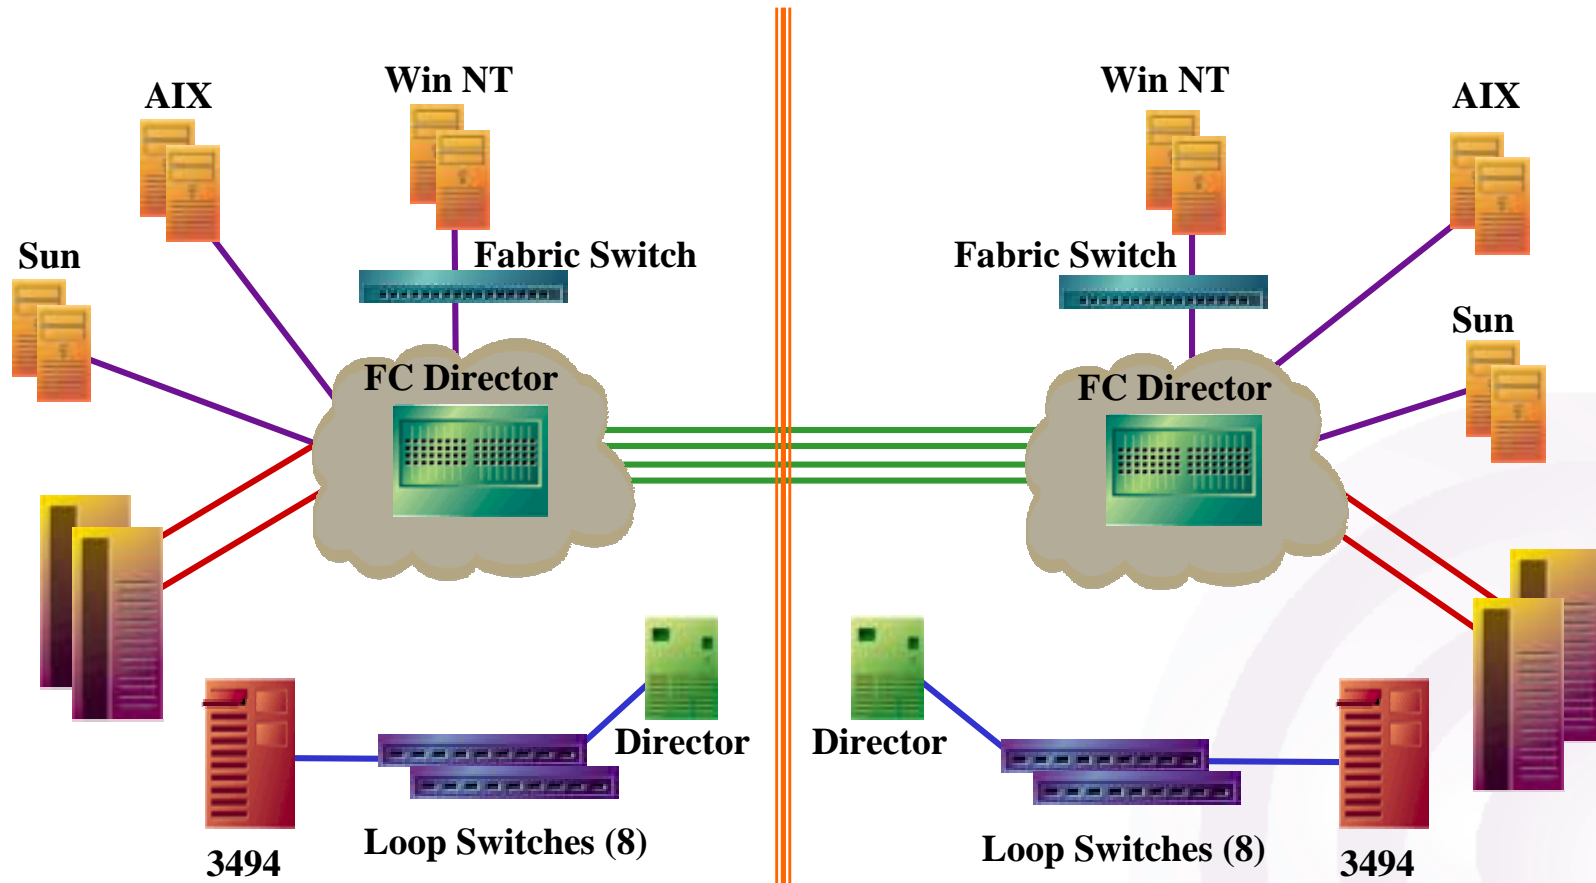 Win NT
AIX
Sun
Fabric Switch
FC Director
Director
Loop Switches (8)
3494
Win NT
AIX
Fabric Switch
Sun
FC Director
Director
Loop Switches (8)
3494